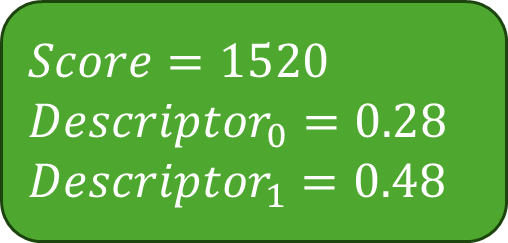 Score = 1520
Descriptor₀ = 0.28
Descriptor₁ = 0.48